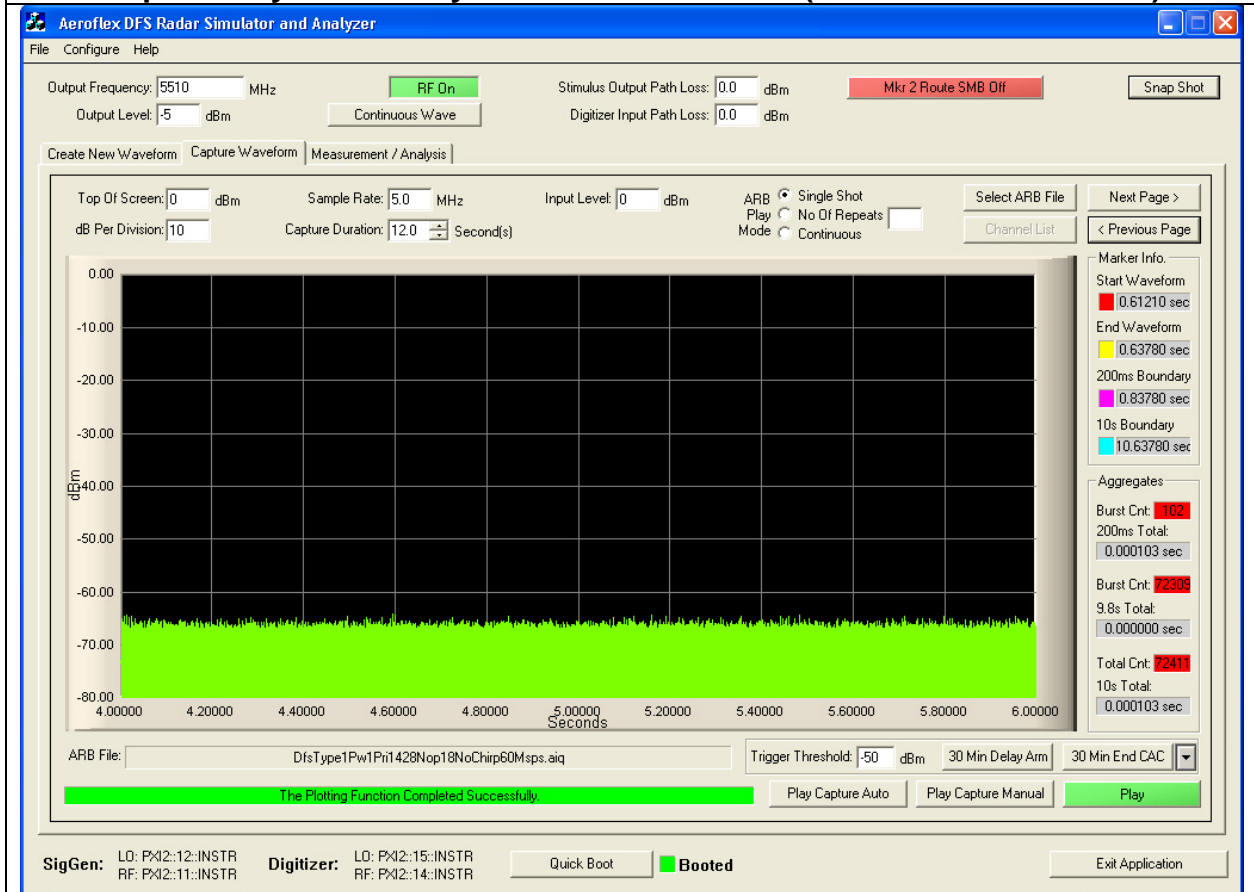 Aeroflex DFS Radar Simulator and Analyzer
File Configure Help
Output Frequency: 5510 MHz RF On Stimulus Output Path Loss: 0.0 dBm Mkr 2 Route SMB Off Snap Shot
Output Level: -5 dBm Continuous Wave Digitizer Input Path Loss: 0.0 dBm
Create New Waveform Capture Waveform Measurement / Analysis
Top Of Screen: 0 dBm Sample Rate: 5.0 MHz Input Level: 0 dBm ARB Play Mode Single Shot Select ARB File Next Page >
No Of Repeats
dB Per Division: 10 Capture Duration: 12.0 Second(s) Continuous Channel List < Previous Page
Marker Info.
Start Waveform
0.61210 sec
End Waveform
0.63780 sec
200ms Boundary
0.83780 sec
10s Boundary
10.63780 sec
Aggregates
Burst Cnt: 102
200ms Total:
0.000103 sec
Burst Cnt: 72309
9.8s Total:
0.000000 sec
Total Cnt: 72411
10s Total:
0.000103 sec
0.00
-10.00
-20.00
-30.00
-40.00
-50.00
-60.00
-70.00
-80.00
dBm
4.00000 4.20000 4.40000 4.60000 4.80000 5.00000 5.20000 5.40000 5.60000 5.80000 6.00000
Seconds
ARB File: DfsType1Pw1Pri1428Nop18NoChirp60Msps.aiq Trigger Threshold: -50 dBm 30 Min Delay Arm 30 Min End CAC
The Plotting Function Completed Successfully. Play Capture Auto Play Capture Manual Play
SigGen: LO: PXI2::12::INSTR Digitizer: LO: PXI2::15::INSTR Quick Boot Booted Exit Application
RF: PXI2::11::INSTR RF: PXI2::14::INSTR